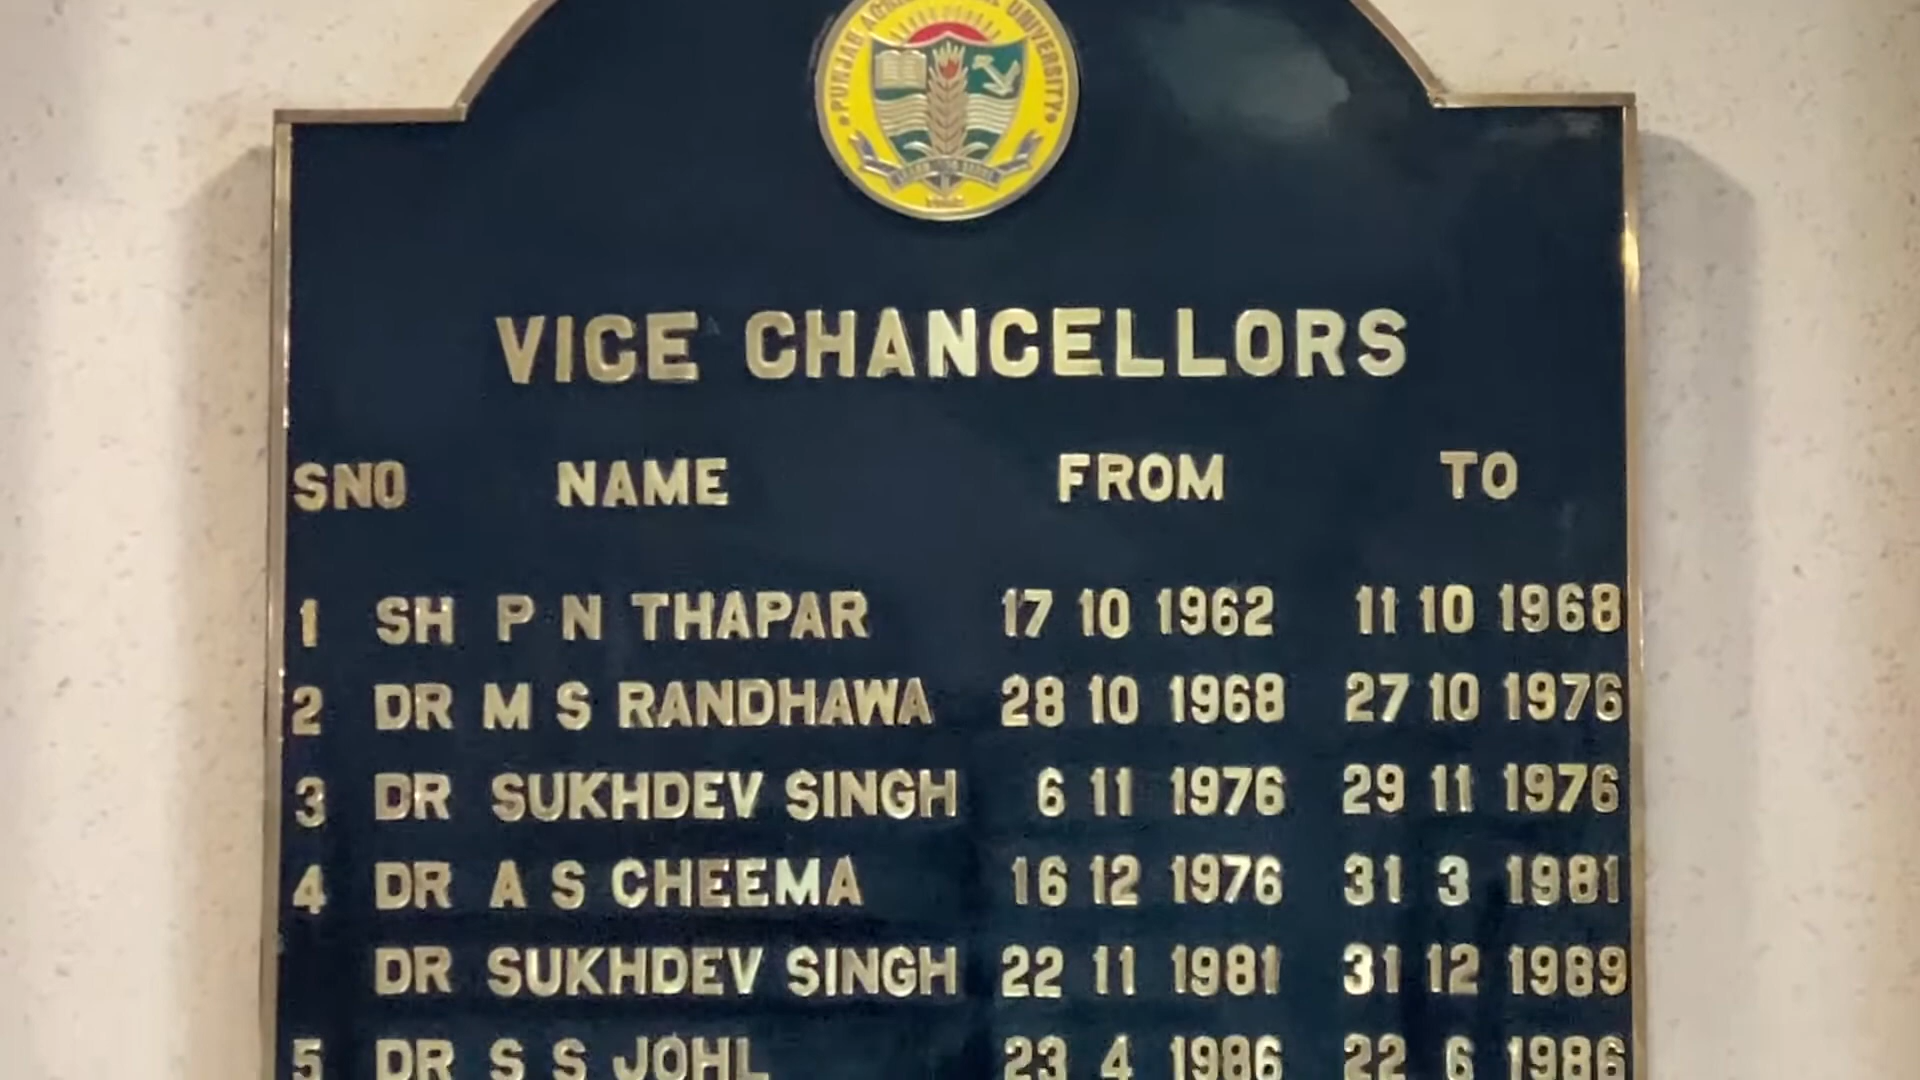 PUNJAB AGRICULTURAL UNIVERSITY
VICE CHANCELLORS
SNO NAME FROM TO
1 SH P N THAPAR 17 10 1962 11 10 1968
2 DR M S RANDHAWA 28 10 1968 27 10 1976
3 DR SUKHDEV SINGH 6 11 1976 29 11 1976
4 DR A S CHEEMA 16 12 1976 31 3 1981
DR SUKHDEV SINGH 22 11 1981 31 12 1989
5 DR S S JOHL 23 4 1986 22 6 1986